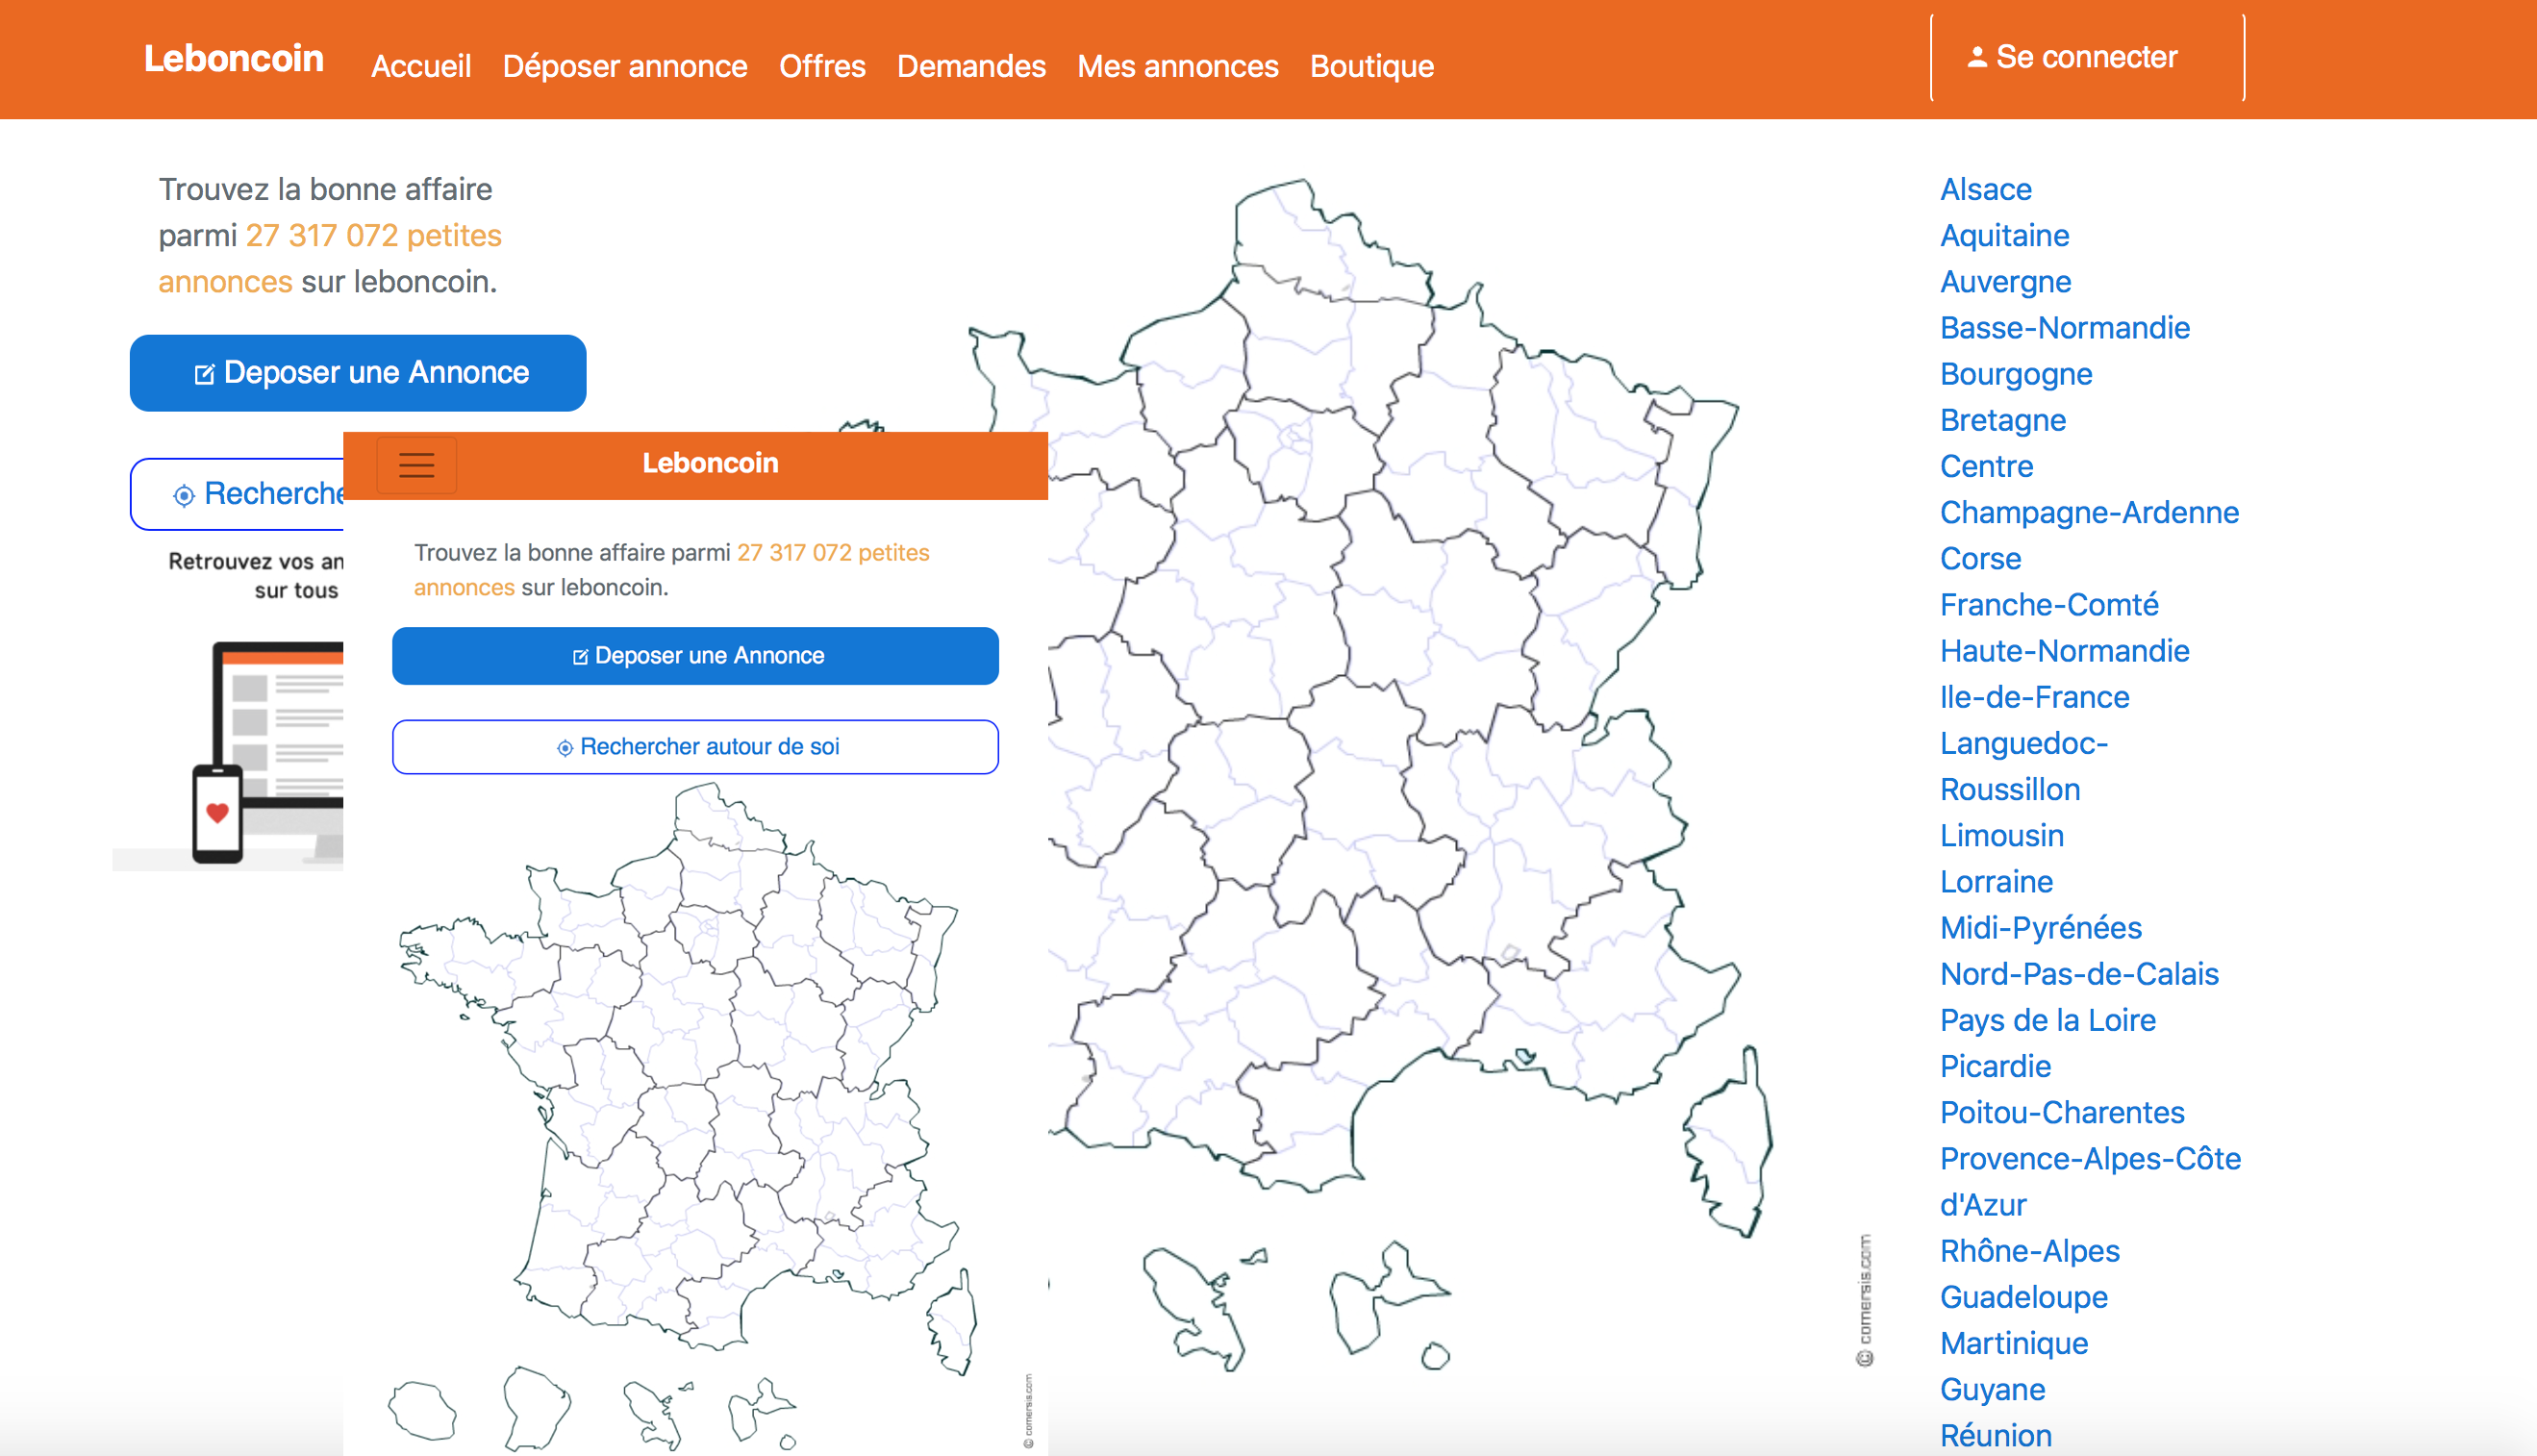 Leboncoin
Accueil
Déposer annonce
Offres
Demandes
Mes annonces
Boutique
Se connecter
Trouvez la bonne affaire
parmi 27 317 072 petites
annonces sur leboncoin.
Deposer une Annonce
Recherche
Retrouvez vos an
sur tous
Leboncoin
Trouvez la bonne affaire parmi 27 317 072 petites
annonces sur leboncoin.
Deposer une Annonce
Rechercher autour de soi
© comersis.com
© comersis.com
Alsace
Aquitaine
Auvergne
Basse-Normandie
Bourgogne
Bretagne
Centre
Champagne-Ardenne
Corse
Franche-Comté
Haute-Normandie
Ile-de-France
Languedoc-
Roussillon
Limousin
Lorraine
Midi-Pyrénées
Nord-Pas-de-Calais
Pays de la Loire
Picardie
Poitou-Charentes
Provence-Alpes-Côte
d'Azur
Rhône-Alpes
Guadeloupe
Martinique
Guyane
Réunion